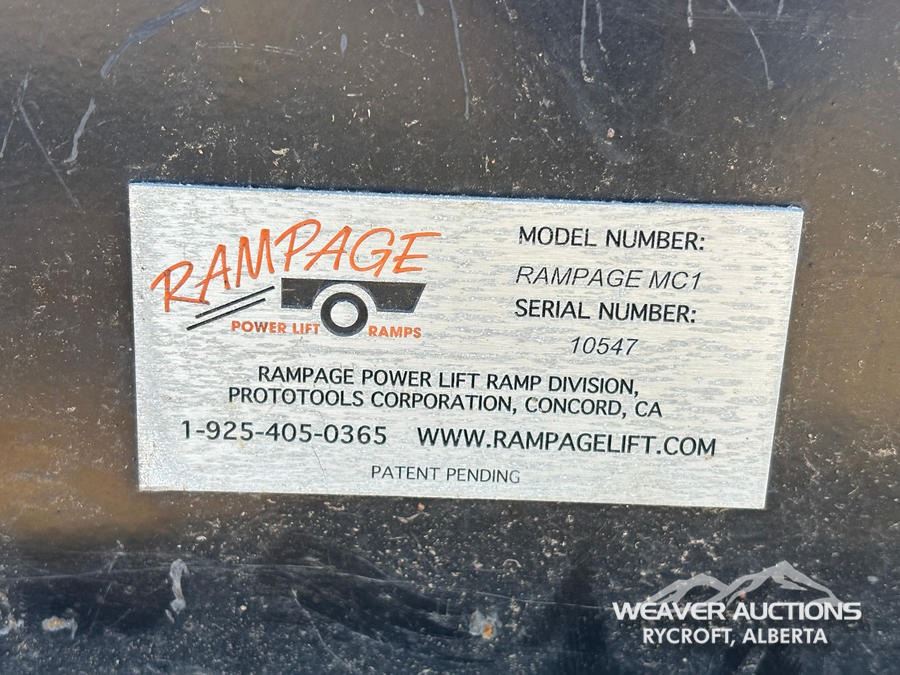 RAMPAGE
POWER LIFT RAMPS
MODEL NUMBER:
RAMPAGE MC1
SERIAL NUMBER:
10547
RAMPAGE POWER LIFT RAMP DIVISION,
PROTOTOOLS CORPORATION, CONCORD, CA
1-925-405-0365 WWW.RAMPAGELIFT.COM
PATENT PENDING
WEAVER AUCTIONS
RYCROFT, ALBERTA